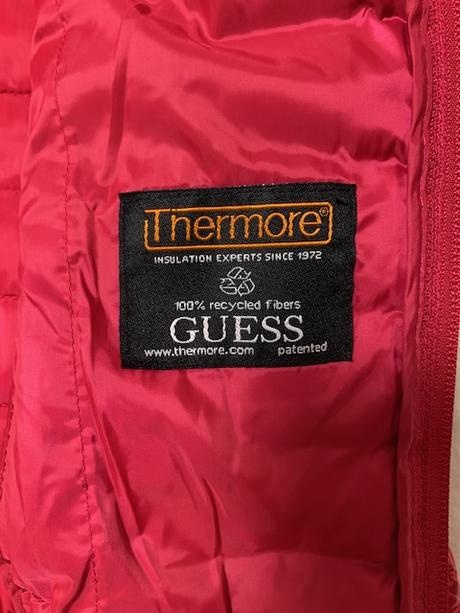 Thermore®
INSULATION EXPERTS SINCE 1972
100% recycled fibers
GUESS
www.thermore.com patented